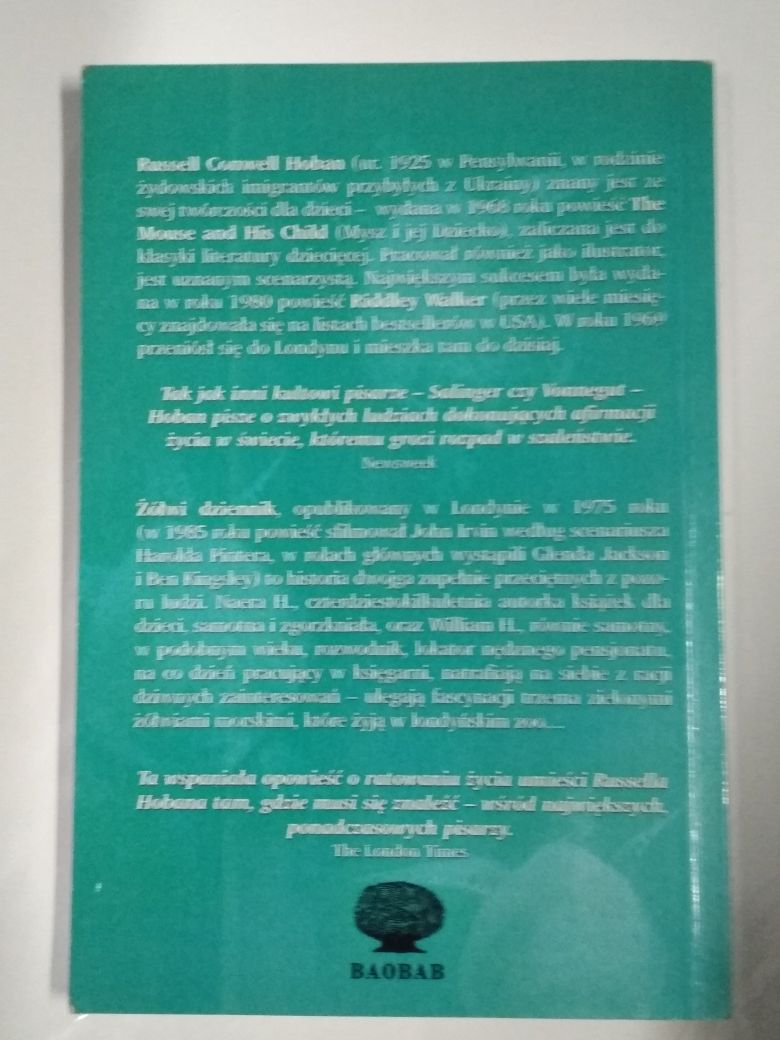 Russell Conwell Hoban (ur. 1925 w Pensylwanii, w rodzinie
żydowskich imigrantów przybyłych z Ukrainy) znany jest ze
swej twórczości dla dzieci – wydana w 1968 roku powieść The
Mouse and His Child (Mysz i jej Dziecko), zaliczana jest do
klasyki literatury dziecięcej. Pracował również jako ilustrator,
jest uznanym scenarzystą. Największym sukcesem była wyda-
na w roku 1980 powieść Riddley Walker (przez wiele miesię-
cy znajdowała się na listach bestsellerów w USA). W roku 1969
przeniósł się do Londynu i mieszka tam do dzisiaj.
Tak jak inni kultowi pisarze – Salinger czy Vonnegut –
Hoban pisze o zwykłych ludziach dokonujących afirmacji
życia w świecie, któremu grozi rozpad w szaleństwie.
Newsweek
Żółwi dziennik, opublikowany w Londynie w 1975 roku
(w 1985 roku powieść sfilmował John Irvin według scenariusza
Harolda Pintera, w rolach głównych wystąpili Glenda Jackson
i Ben Kingsley) to historia dwojga zupełnie przeciętnych z pozo-
ru ludzi. Naera H., czterdziestokilkuletnia autorka książek dla
dzieci, samotna i zgorzkniała, oraz William H., równie samotny,
w podobnym wieku, rozwodnik, lokator nędznego pensjonatu,
na co dzień pracujący w księgarni, natrafiają na siebie z racji
dziwnych zainteresowań – ulegają fascynacji trzema zielonymi
żółwiami morskimi, które żyją w londyńskim zoo...
Ta wspaniała opowieść o ratowaniu życia umieści Russella
Hobana tam, gdzie musi się znaleźć – wśród największych,
ponadczasowych pisarzy.
The London Times
BAOBAB